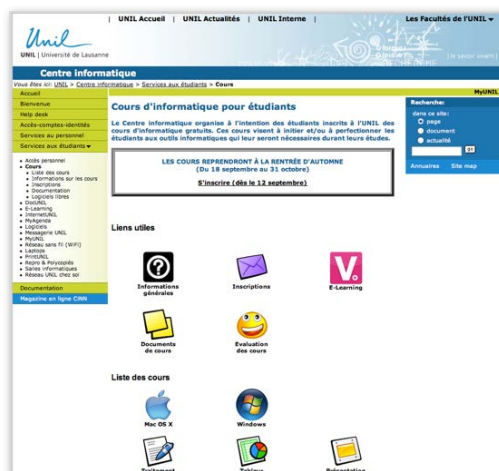 | UNIL Accueil | UNIL Actualités | UNIL Interne |
Les Facultés de l'UNIL
Unil
UNIL | Université de Lausanne
[le savoir vivant]
Centre informatique
Vous êtes ici: UNIL > Centre informatique > Services aux étudiants > Cours
MyUNIL
Accueil
Bienvenue
Help desk
Accès-comptes-identités
Services au personnel
Services aux étudiants
Accès personnel
Cours
Liste des cours
Informations sur les cours
Inscriptions
Documentation
Logiciels libres
DistUNIL
E-Learning
InternetUNIL
MyAgenda
Logiciels
Messagerie UNIL
MyUNIL
Réseau sans fil (WiFi)
Laptops
PrintUNIL
Repro & Polycopiés
Salles informatiques
Réseau UNIL chez soi
Documentation
Magazine en ligne CINN
Cours d'informatique pour étudiants
Le Centre informatique organise à l'intention des étudiants inscrits à l'UNIL des
cours d'informatique gratuits. Ces cours visent à initier et/ou à perfectionner les
étudiants aux outils informatiques qui leur seront nécessaires durant leurs études.
LES COURS REPRENDRONT À LA RENTRÉE D'AUTOMNE
(Du 18 septembre au 31 octobre)
S'inscrire (dès le 12 septembre)
Liens utiles
Informations
générales
Inscriptions
V.
E-Learning
Documents
de cours
Evaluation
des cours
Liste des cours
Mac OS X
Windows
Traitement
Tableur
Présentation
Recherche:
dans ce site:
page
document
actualité
Annuaires Site map